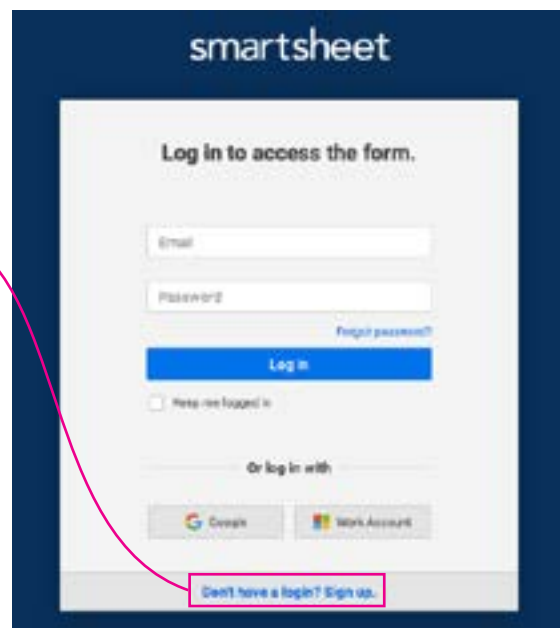 smartsheet
Log in to access the form.
Email
Password
Forgot password?
Log in
Keep me logged in
Or log in with
Google
Work Account
Don't have a login? Sign up.